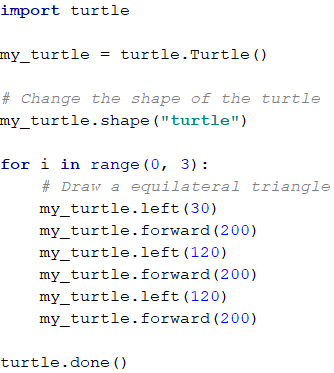 import turtle
my_turtle = turtle.Turtle()
# Change the shape of the turtle
my_turtle.shape("turtle")
for i in range(0, 3):
    # Draw a equilateral triangle
    my_turtle.left(30)
    my_turtle.forward(200)
    my_turtle.left(120)
    my_turtle.forward(200)
    my_turtle.left(120)
    my_turtle.forward(200)
turtle.done()